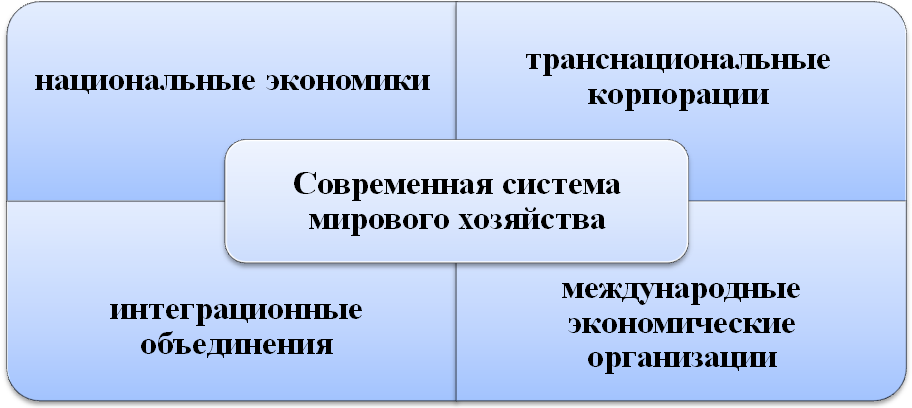 национальные экономики
транснациональные
корпорации
Современная система
мирового хозяйства
интеграционные
объединения
международные
экономические
организации